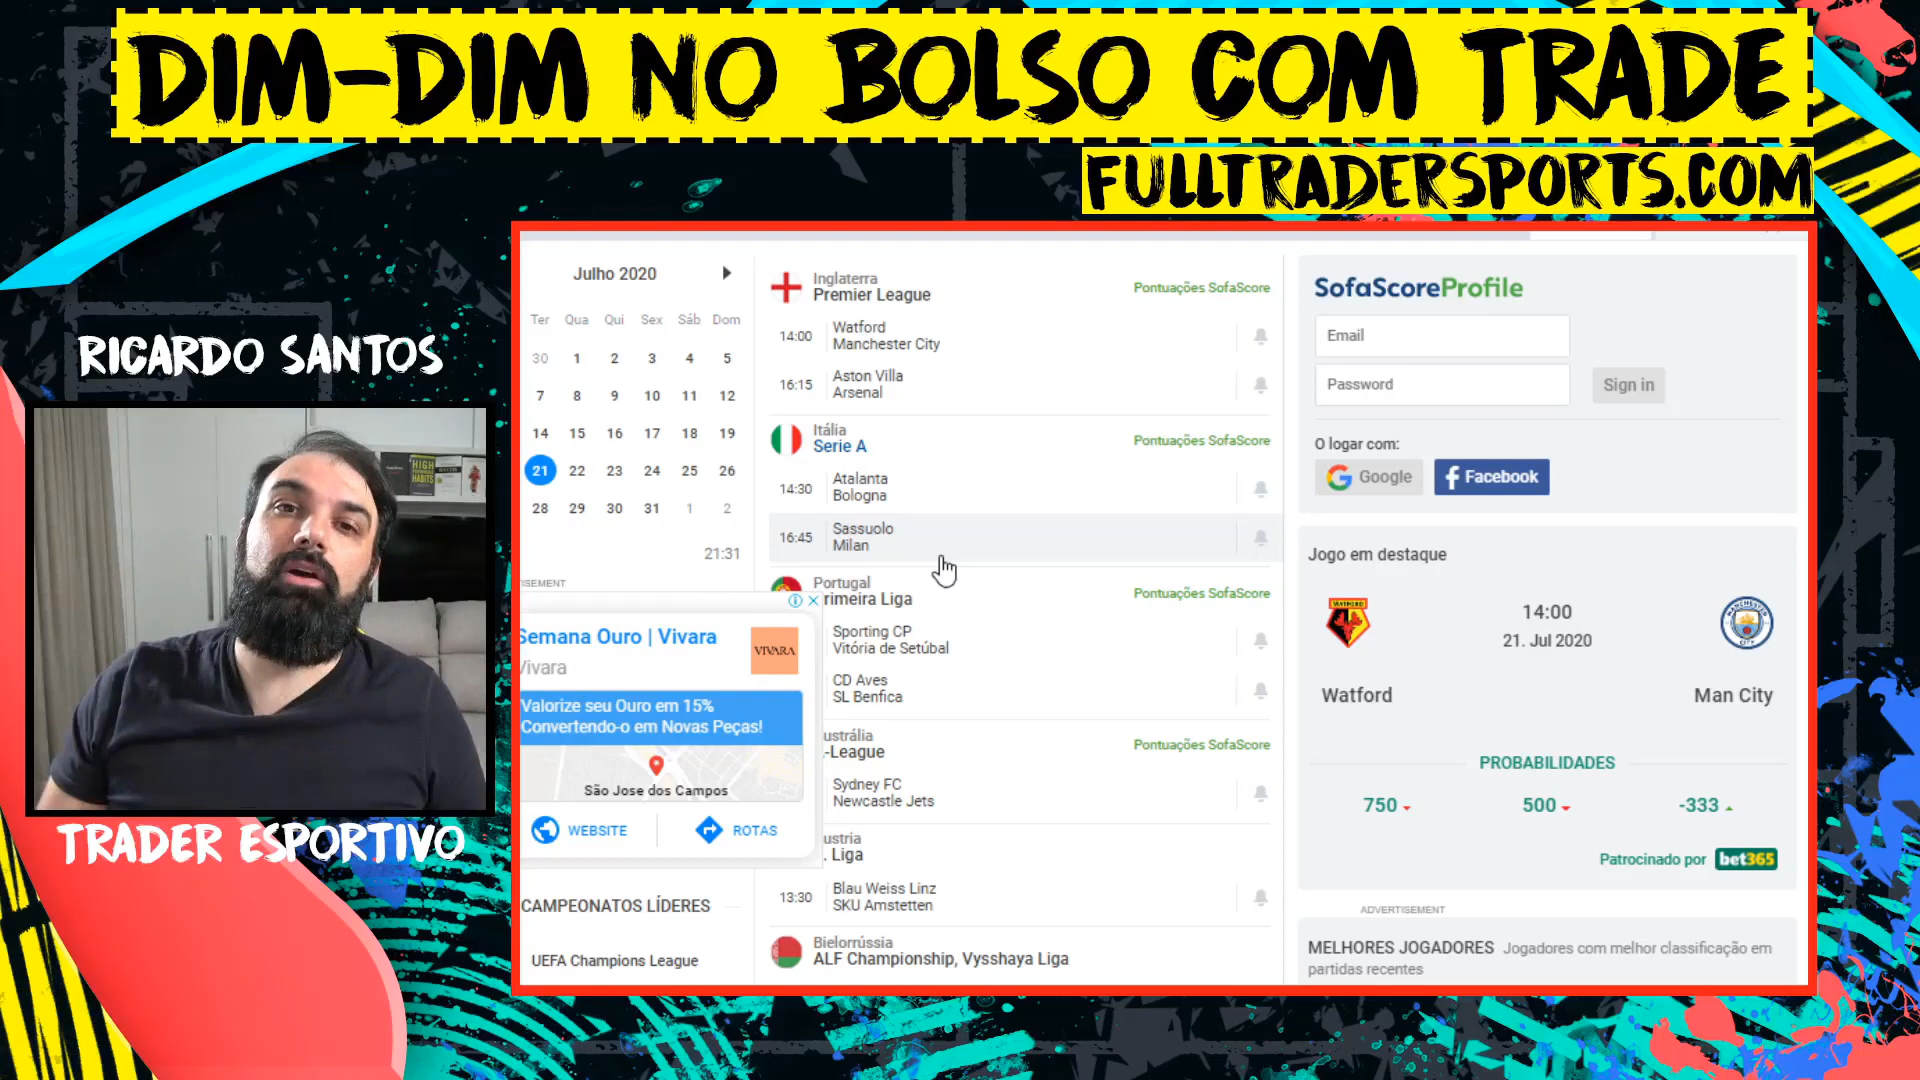 DIM-DIM NO BOLSO COM TRADE
FULLTRADERSPORTS.COM
RICARDO SANTOS
TRADER ESPORTIVO
HIGH
HABITS
Julho 2020
Ter Qua Qui Sex Sáb Dom
30 1 2 3 4 5
7 8 9 10 11 12
14 15 16 17 18 19
21 22 23 24 25 26
28 29 30 31 1 2
21:31
ISEMENT
Semana Ouro | Vivara
Vivara
VIVARA
Valorize seu Ouro em 15%
Convertendo-o em Novas Peças!
São Jose dos Campos
WEBSITE
ROTAS
CAMPEONATOS LÍDERES
UEFA Champions League
Inglaterra
Premier League
Pontuações SofaScore
14:00
Watford
Manchester City
16:15
Aston Villa
Arsenal
Itália
Serie A
Pontuações SofaScore
14:30
Atalanta
Bologna
16:45
Sassuolo
Milan
Portugal
rimeira Liga
Pontuações SofaScore
Sporting CP
Vitória de Setúbal
CD Aves
SL Benfica
ustrália
-League
Pontuações SofaScore
Sydney FC
Newcastle Jets
ustria
. Liga
13:30
Blau Weiss Linz
SKU Amstetten
Bielorrússia
ALF Championship, Vysshaya Liga
SofaScoreProfile
Email
Password
Sign in
O logar com:
Google
Facebook
Jogo em destaque
14:00
21. Jul 2020
Watford
Man City
PROBABILIDADES
750 500 -333
Patrocinado por bet365
ADVERTISEMENT
MELHORES JOGADORES Jogadores com melhor classificação em
partidas recentes